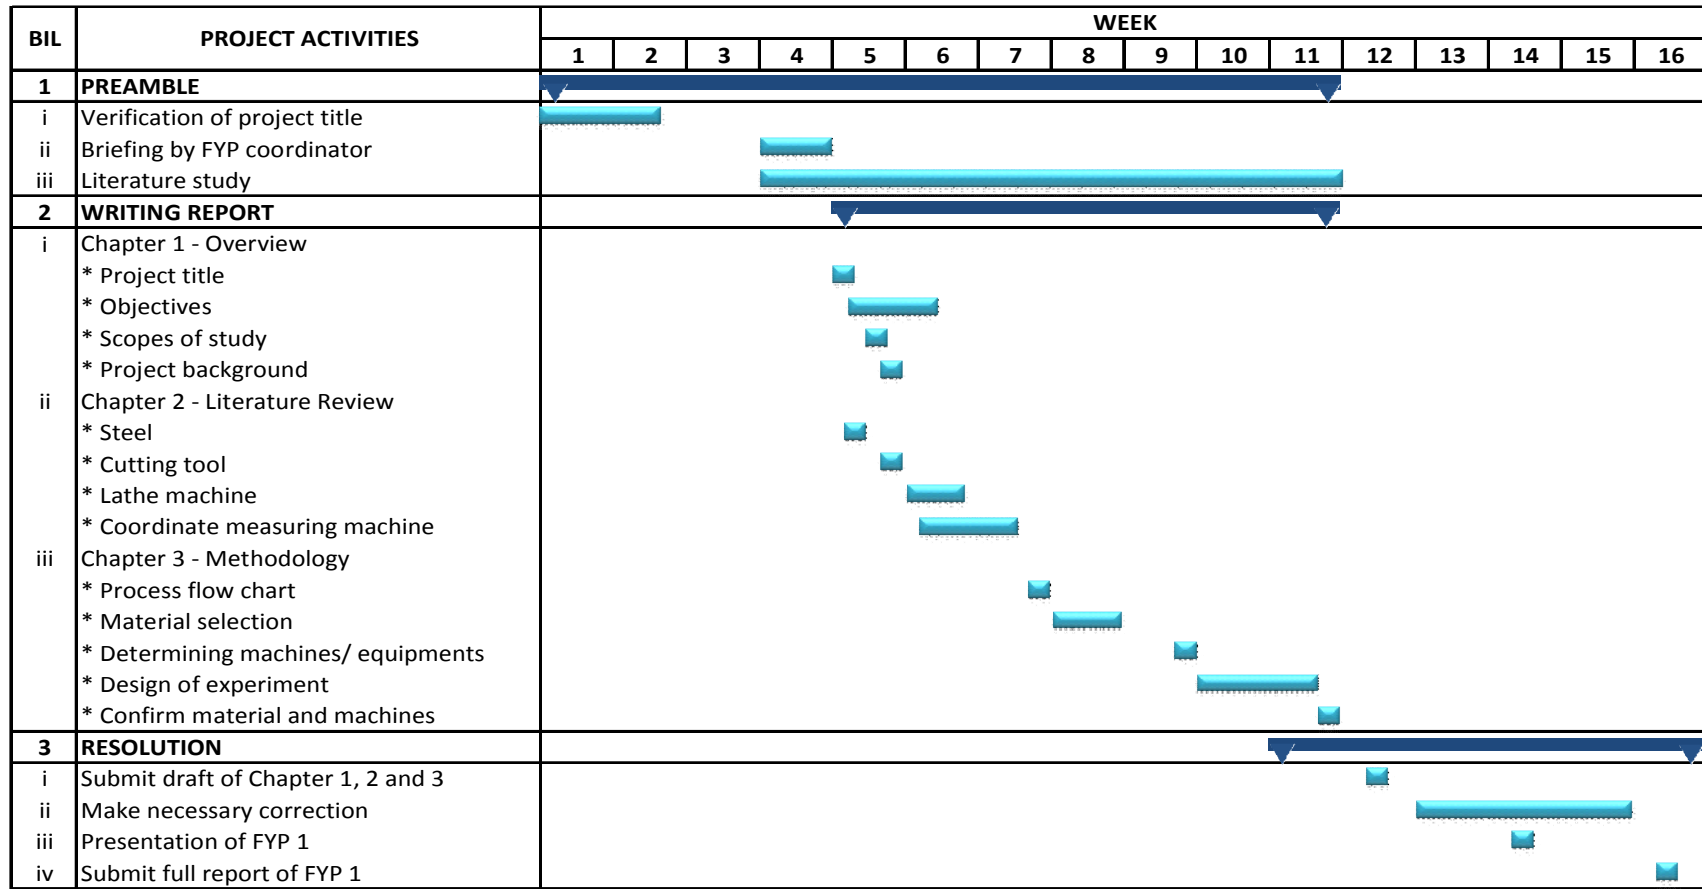 BIL PROJECT ACTIVITIES WEEK
1 2 3 4 5 6 7 8 9 10 11 12 13 14 15 16
1 PREAMBLE
i Verification of project title
ii Briefing by FYP coordinator
iii Literature study
2 WRITING REPORT
i Chapter 1 - Overview
* Project title
* Objectives
* Scopes of study
* Project background
ii Chapter 2 - Literature Review
* Steel
* Cutting tool
* Lathe machine
* Coordinate measuring machine
iii Chapter 3 - Methodology
* Process flow chart
* Material selection
* Determining machines/ equipments
* Design of experiment
* Confirm material and machines
3 RESOLUTION
i Submit draft of Chapter 1, 2 and 3
ii Make necessary correction
iii Presentation of FYP 1
iv Submit full report of FYP 1